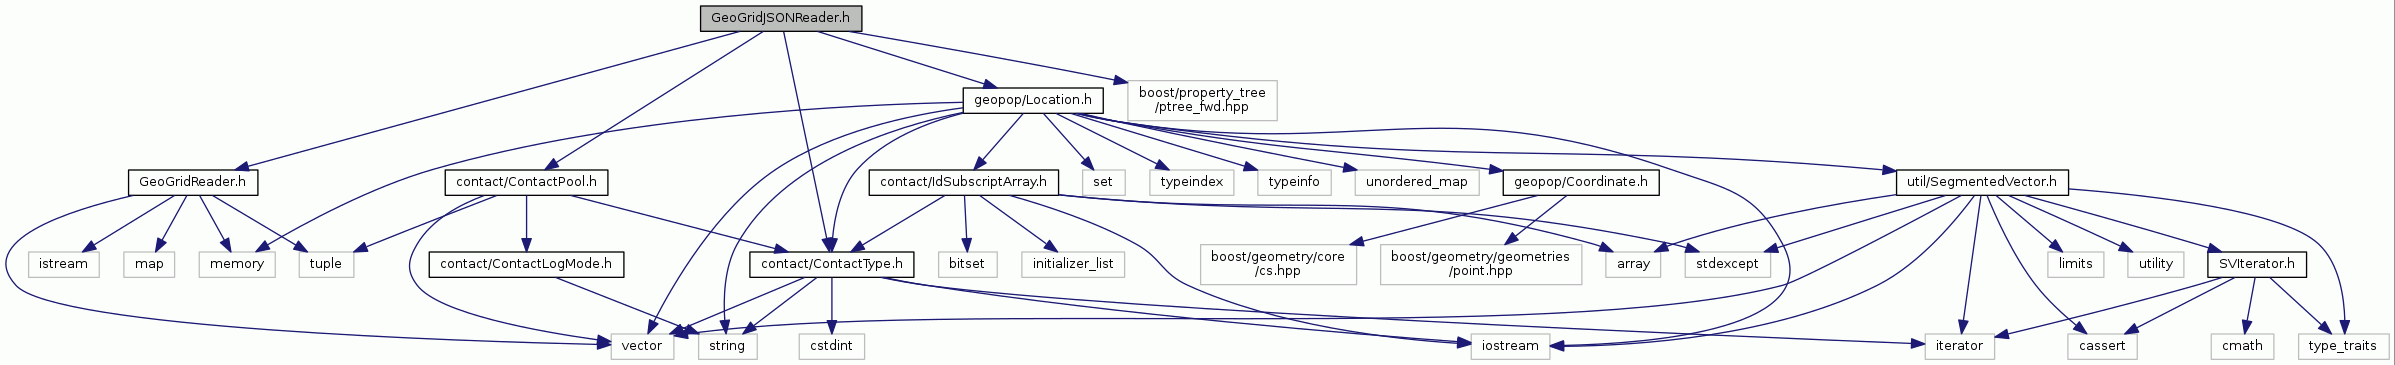 GeoGridJSONReader.h
boost/property_tree
/ptree_fwd.hpp
geopop/Location.h
GeoGridReader.h
contact/ContactPool.h
contact/IdSubscriptArray.h
set
typeindex
typeinfo
unordered_map
geopop/Coordinate.h
util/SegmentedVector.h
istream
map
memory
tuple
contact/ContactLogMode.h
contact/ContactType.h
bitset
initializer_list
boost/geometry/core
/cs.hpp
boost/geometry/geometries
/point.hpp
array
stdexcept
limits
utility
SVIterator.h
vector
string
cstdint
iostream
iterator
cassert
cmath
type_traits